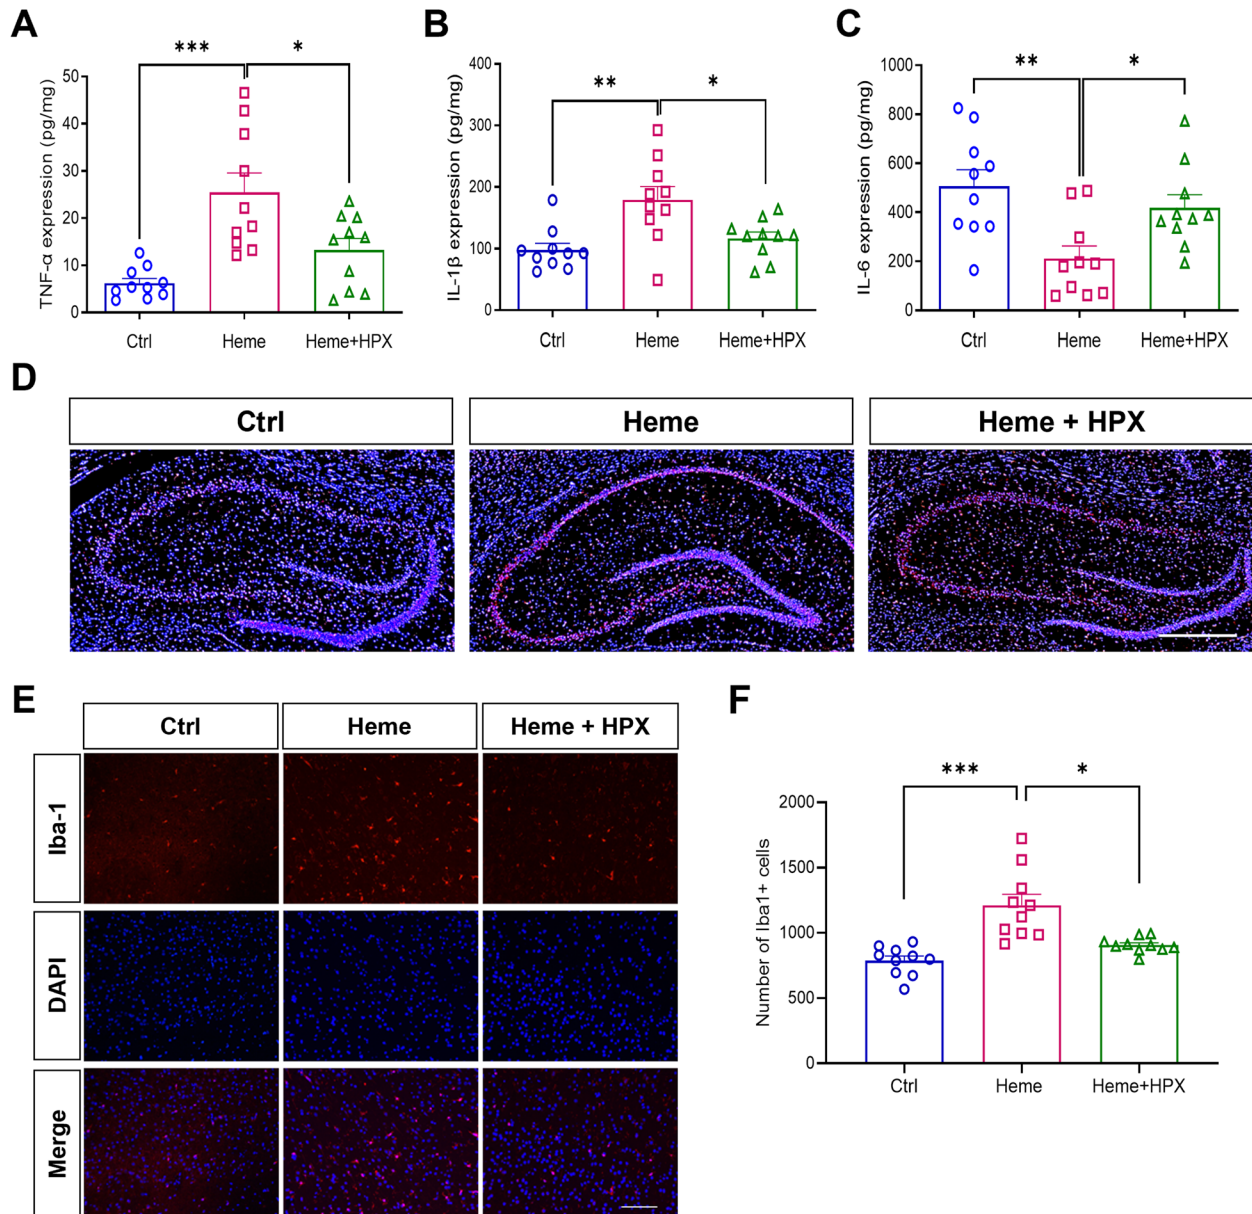 A
TNF-α expression (pg/mg)
50
40
30
20
10
0
*** *
Ctrl Heme Heme+HPX
B
IL-1β expression (pg/mg)
400
300
200
100
0
** *
Ctrl Heme Heme+HPX
C
IL-6 expression (pg/mg)
1000
800
600
400
200
0
** *
Ctrl Heme Heme+HPX
D
Ctrl Heme Heme + HPX
E
Ctrl Heme Heme + HPX
Iba-1
DAPI
Merge
F
Number of Iba1+ cells
2000
1500
1000
500
0
*** *
Ctrl Heme Heme+HPX